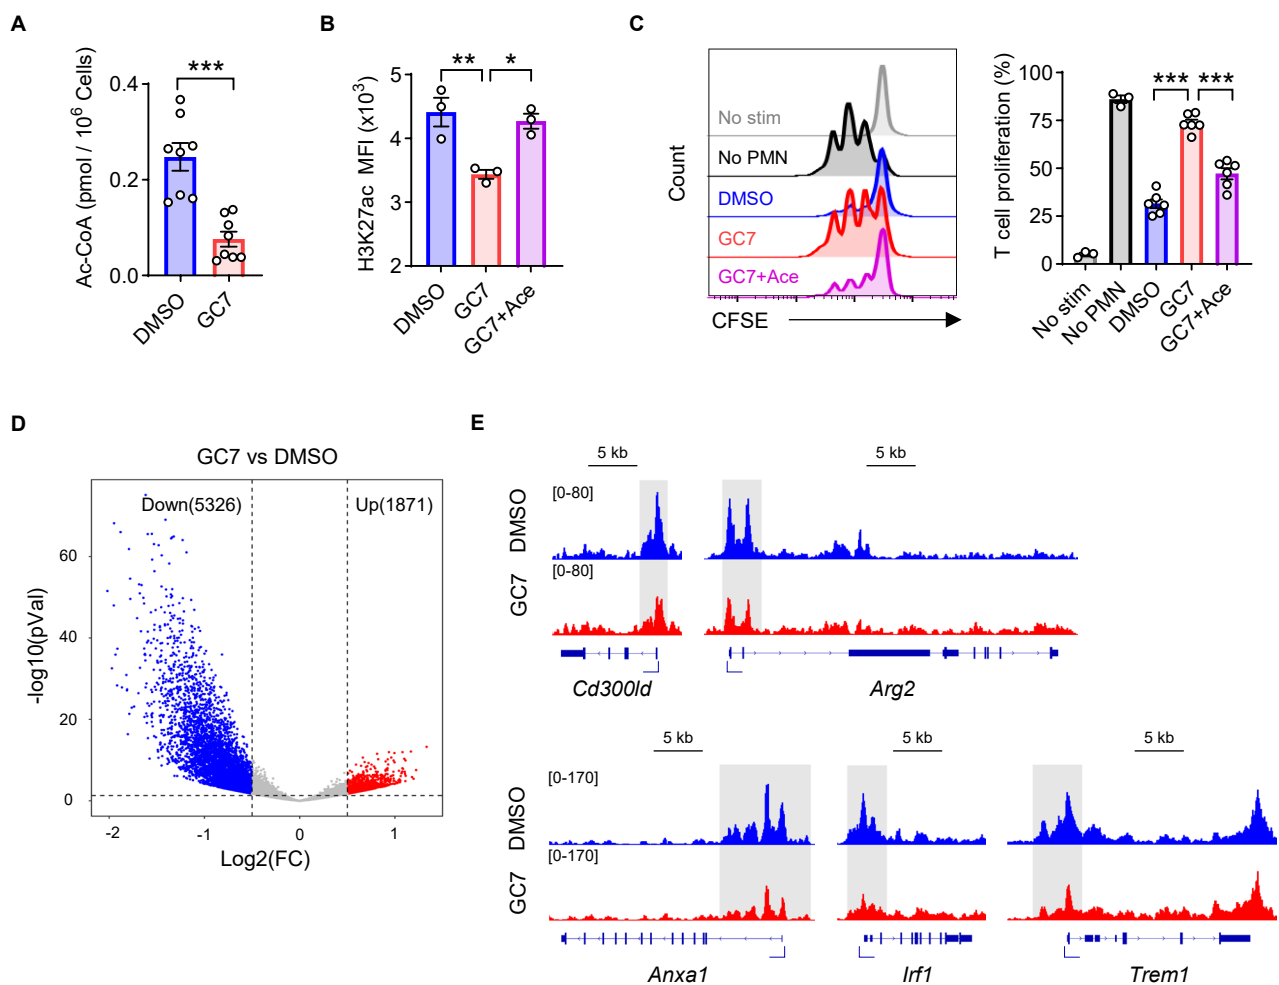 A
Ac-CoA (pmol / 10^6 Cells)
0.4
0.2
0.0
***
DMSO
GC7
B
H3K27ac MFI (x10^3)
5
4
3
2
**
*
DMSO
GC7
GC7+Ace
C
Count
No stim
No PMN
DMSO
GC7
GC7+Ace
CFSE
T cell proliferation (%)
100
75
50
25
0
***
***
No stim
No PMN
DMSO
GC7
GC7+Ace
D
GC7 vs DMSO
Down(5326)
Up(1871)
-log10(pVal)
60
40
20
0
-2
-1
0
1
Log2(FC)
E
5 kb
5 kb
DMSO
[0-80]
GC7
[0-80]
Cd300ld
Arg2
5 kb
5 kb
5 kb
DMSO
[0-170]
GC7
[0-170]
Anxa1
Irf1
Trem1